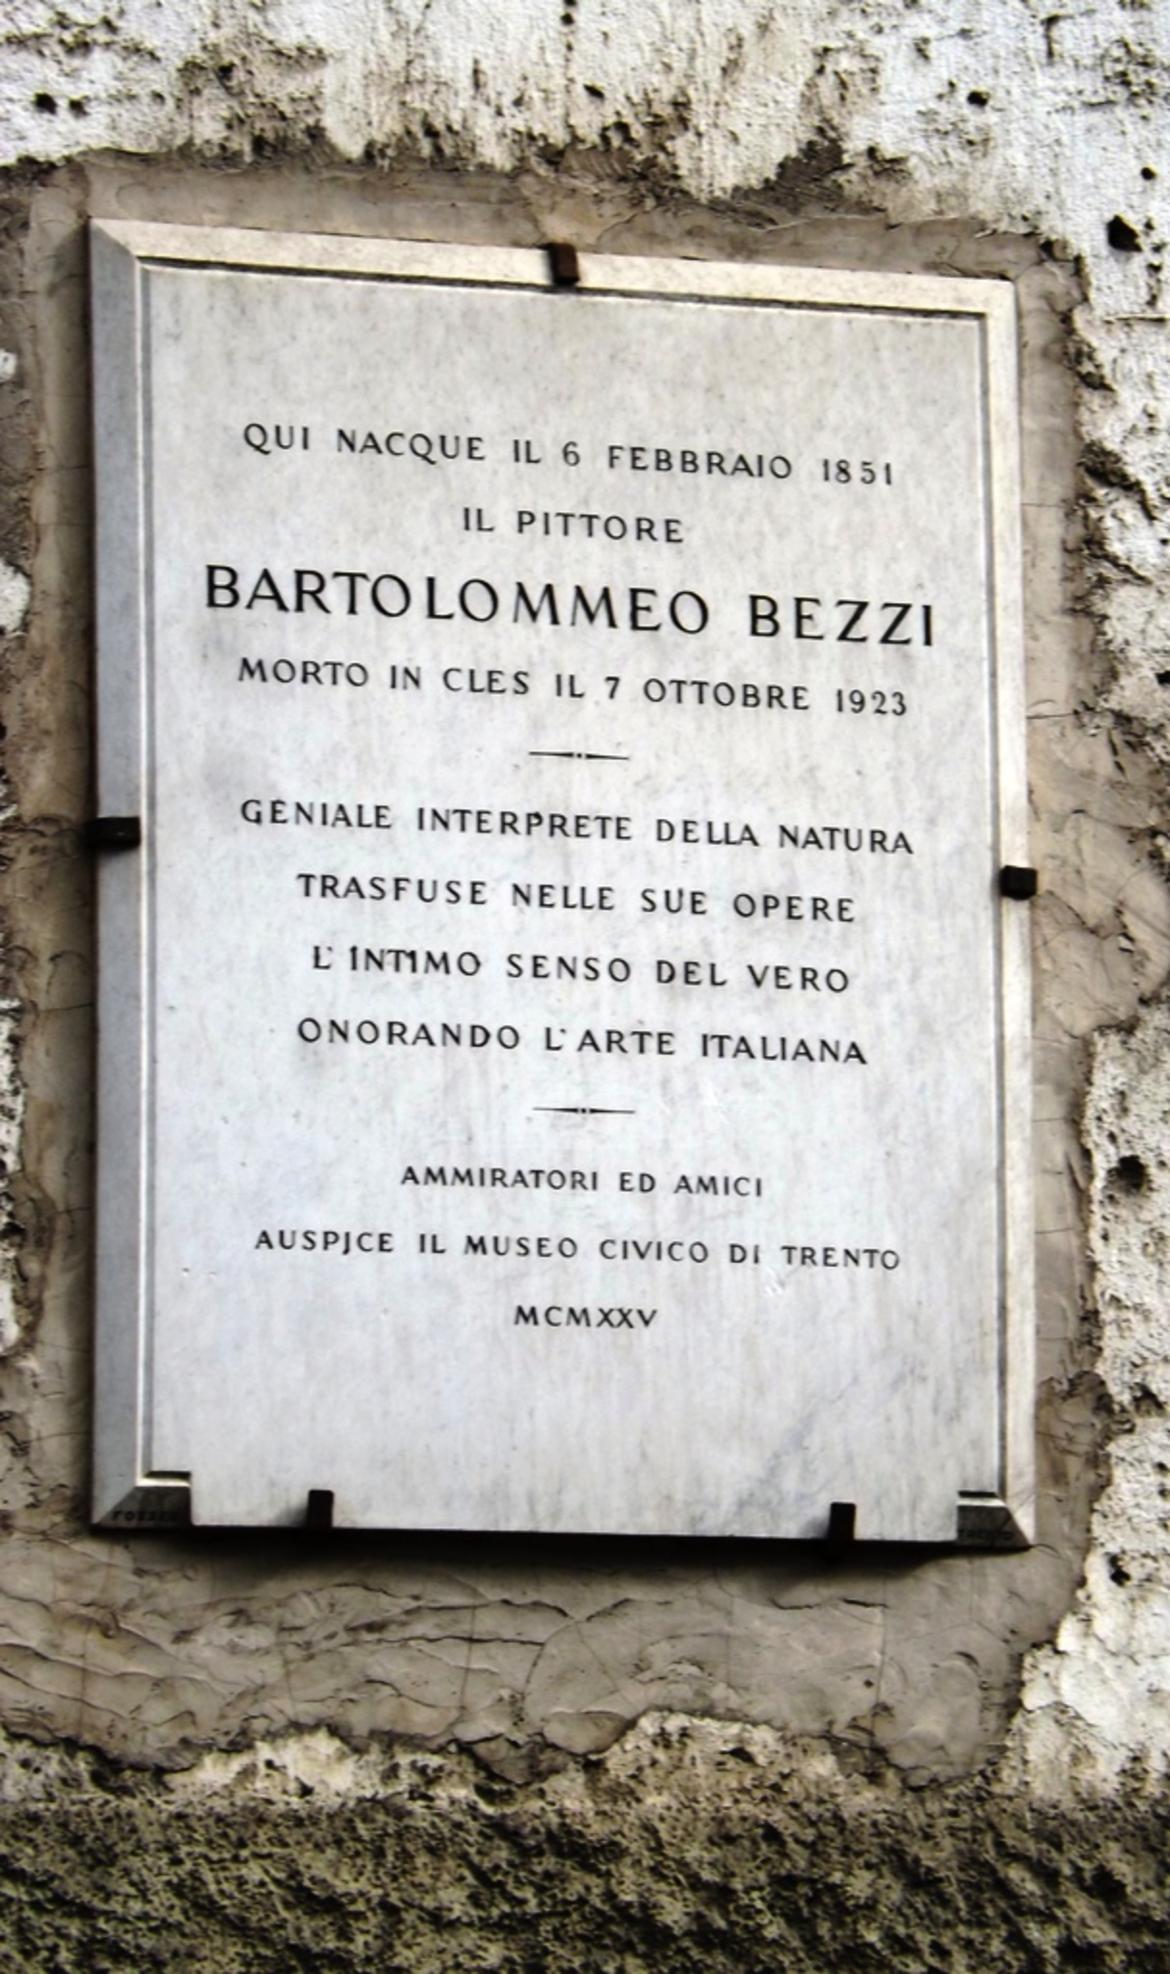 QUI NACQUE IL 6 FEBBRAIO 1851
IL PITTORE
BARTOLOMMEO BEZZI
MORTO IN CLES IL 7 OTTOBRE 1923
GENIALE INTERPRETE DELLA NATURA
TRASFUSE NELLE SUE OPERE
L'INTIMO SENSO DEL VERO
ONORANDO L'ARTE ITALIANA
AMMIRATORI ED AMICI
AUSPICE IL MUSEO CIVICO DI TRENTO
MCMXXV